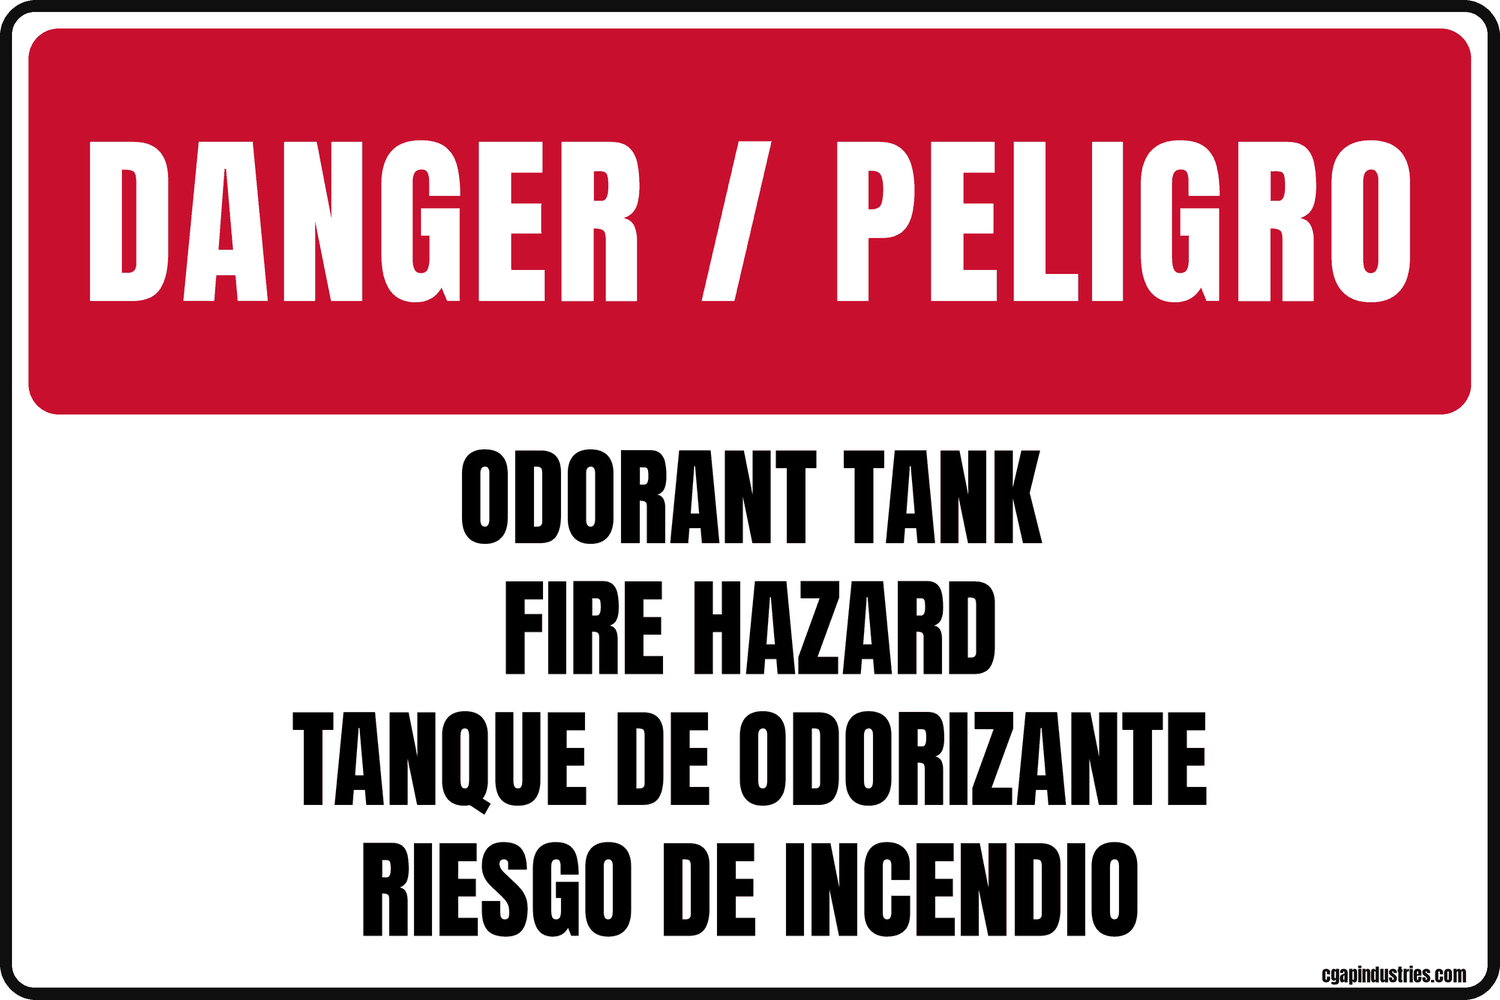 DANGER / PELIGRO
ODORANT TANK
FIRE HAZARD
TANQUE DE ODORIZANTE
RIESGO DE INCENDIO
cgapindustries.com